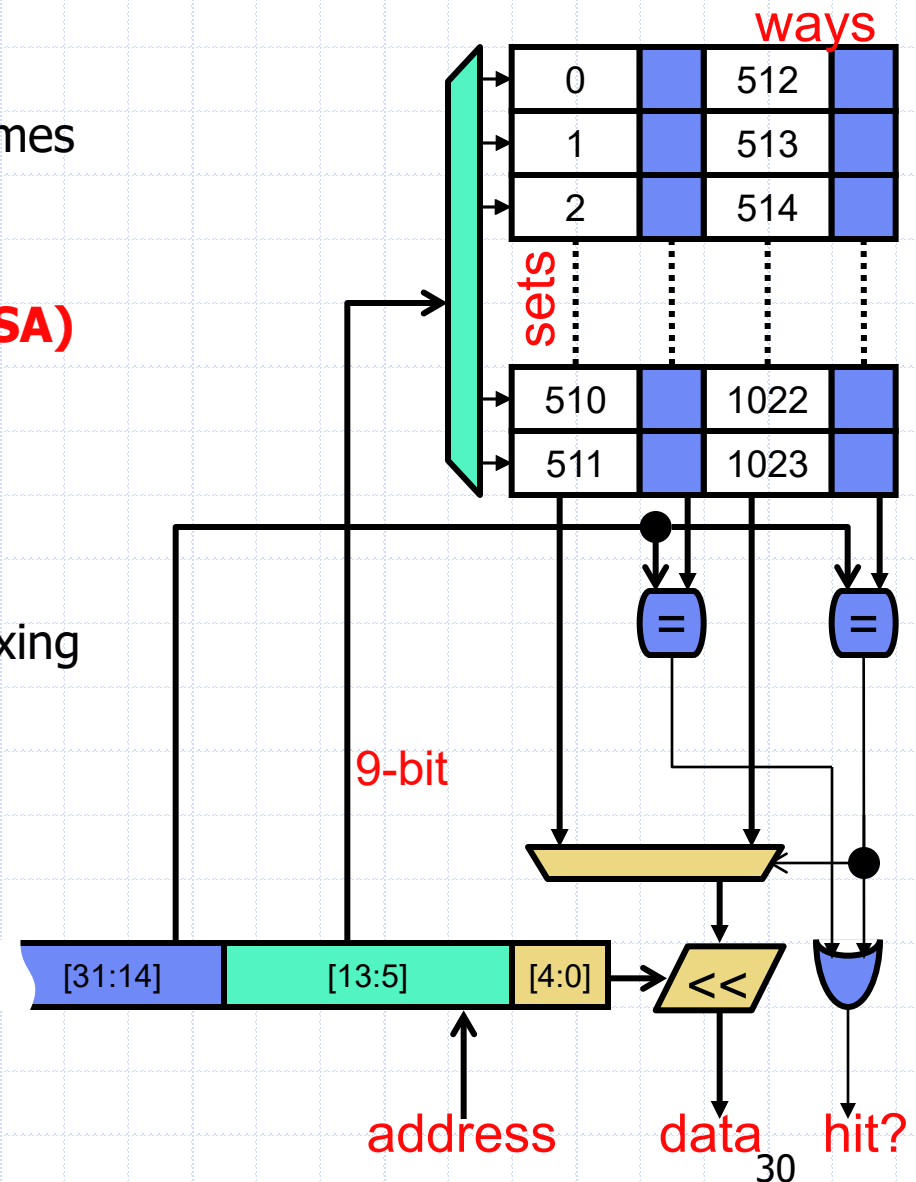 ways
0 512
mes
1 513
2 514
sets
SA)
510 1022
511 1023
= =
xing
9-bit
[31:14] [13:5] [4:0] <<
address data hit?
30